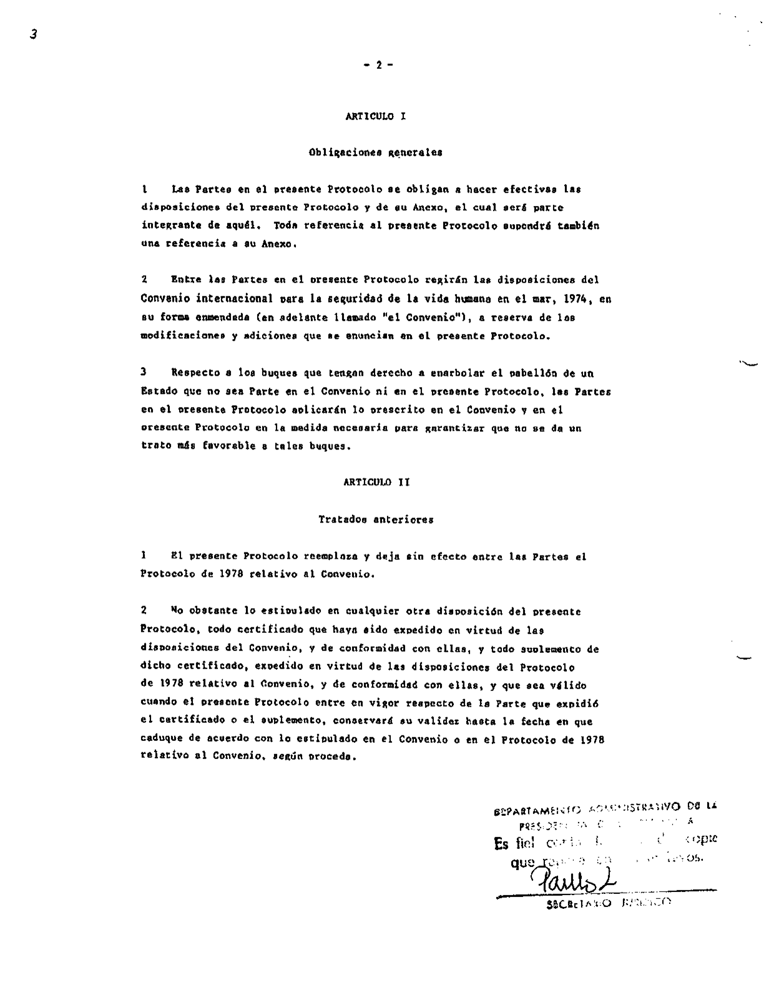 3
- 2 -
ARTICULO I
Obligaciones generales
1 Las Partes en el presente Protocolo se obligan a hacer efectivas las
disposiciones del presente Protocolo y de su Anexo, el cual será parte
integrante de aquél. Toda referencia al presente Protocolo supondrá también
una referencia a su Anexo.
2 Entre las Partes en el presente Protocolo regirán las disposiciones del
Convenio internacional para la seguridad de la vida humana en el mar, 1974, en
su forma enmendada (en adelante llamado "el Convenio"), a reserva de las
modificaciones y adiciones que se enuncian en el presente Protocolo.
3 Respecto a los buques que tengan derecho a enarbolar el pabellón de un
Estado que no sea Parte en el Convenio ni en el presente Protocolo, las Partes
en el presente Protocolo aplicarán lo prescrito en el Convenio y en el
presente Protocolo en la medida necesaria para garantizar que no se da un
trato más favorable a tales buques.
ARTICULO II
Tratados anteriores
1 El presente Protocolo reemplaza y deja sin efecto entre las Partes el
Protocolo de 1978 relativo al Convenio.
2 No obstante lo estipulado en cualquier otra disposición del presente
Protocolo, todo certificado que haya sido expedido en virtud de las
disposiciones del Convenio, y de conformidad con ellas, y todo suplemento de
dicho certificado, expedido en virtud de las disposiciones del Protocolo
de 1978 relativo al Convenio, y de conformidad con ellas, y que sea válido
cuando el presente Protocolo entre en vigor respecto de la Parte que expidió
el certificado o el suplemento, conservará su validez hasta la fecha en que
caduque de acuerdo con lo estipulado en el Convenio o en el Protocolo de 1978
relativo al Convenio, según proceda.
DEPARTAMENTO ADMINISTRATIVO DE LA
Es fiel copia
que
SECRETARIO JURIDICO